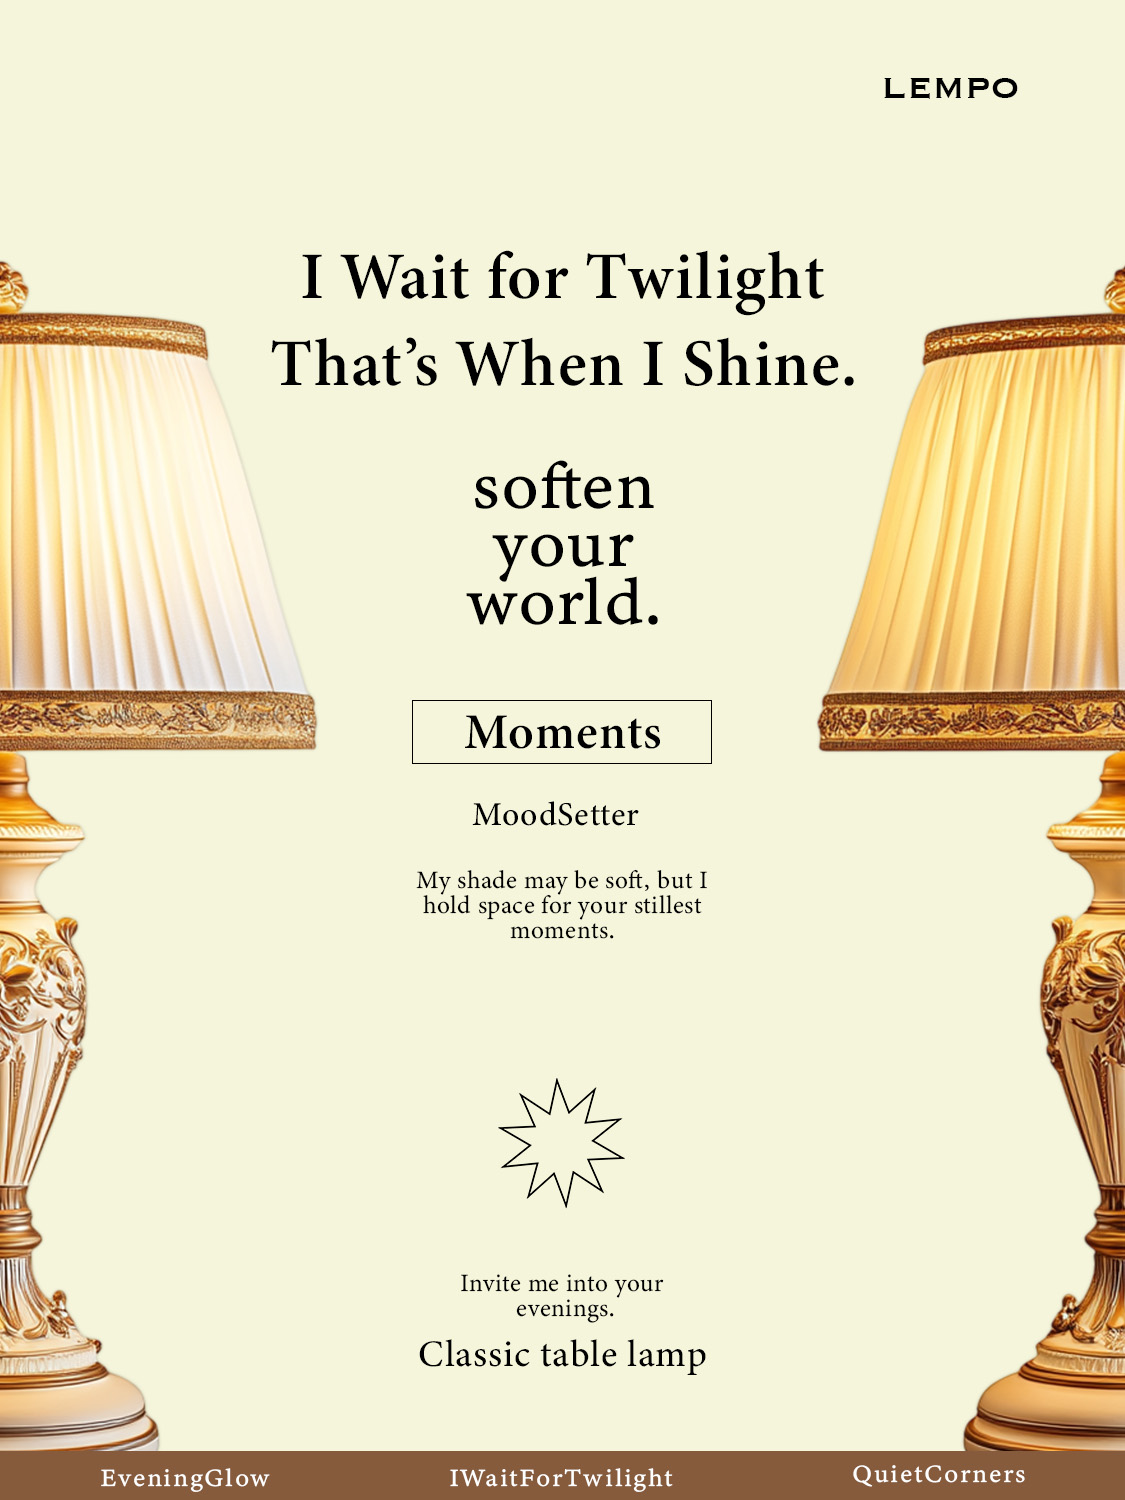 LEMPO
I Wait for Twilight
That’s When I Shine.
soften
your
world.
Moments
MoodSetter
My shade may be soft, but I
hold space for your stillest
moments.
Invite me into your
evenings.
Classic table lamp
EveningGlow
IWaitForTwilight
QuietCorners